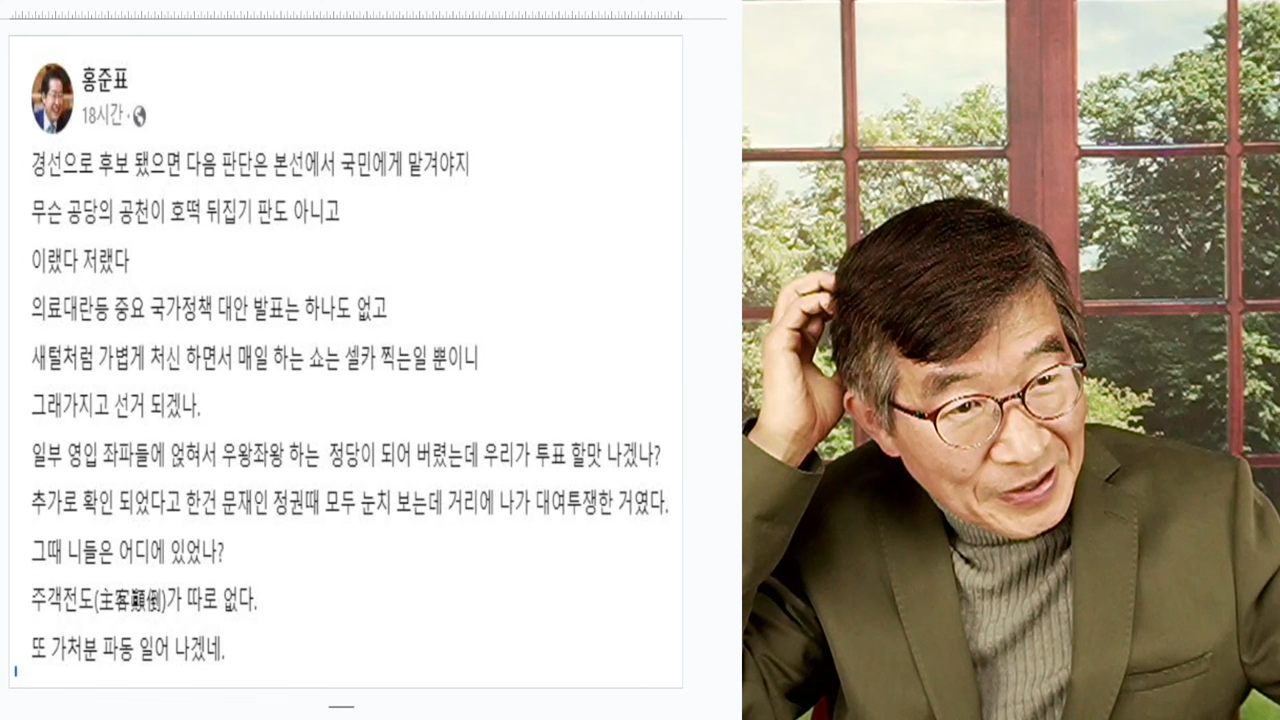 홍준표
18시간 ·
경선으로 후보 됐으면 다음 판단은 본선에서 국민에게 맡겨야지
무슨 공당의 공천이 호떡 뒤집기 판도 아니고
이랬다 저랬다
의료대란등 중요 국가정책 대안 발표는 하나도 없고
새털처럼 가볍게 처신 하면서 매일 하는 쇼는 셀카 찍는일 뿐이니
그래가지고 선거 되겠나.
일부 영입 좌파들에 얹혀서 우왕좌왕 하는 정당이 되어 버렸는데 우리가 투표 할맛 나겠나?
추가로 확인 되었다고 한건 문재인 정권때 모두 눈치 보는데 거리에 나가 대여투쟁한 거였다.
그때 니들은 어디에 있었나?
주객전도(主客顚倒)가 따로 없다.
또 가처분 파동 일어 나겠네.